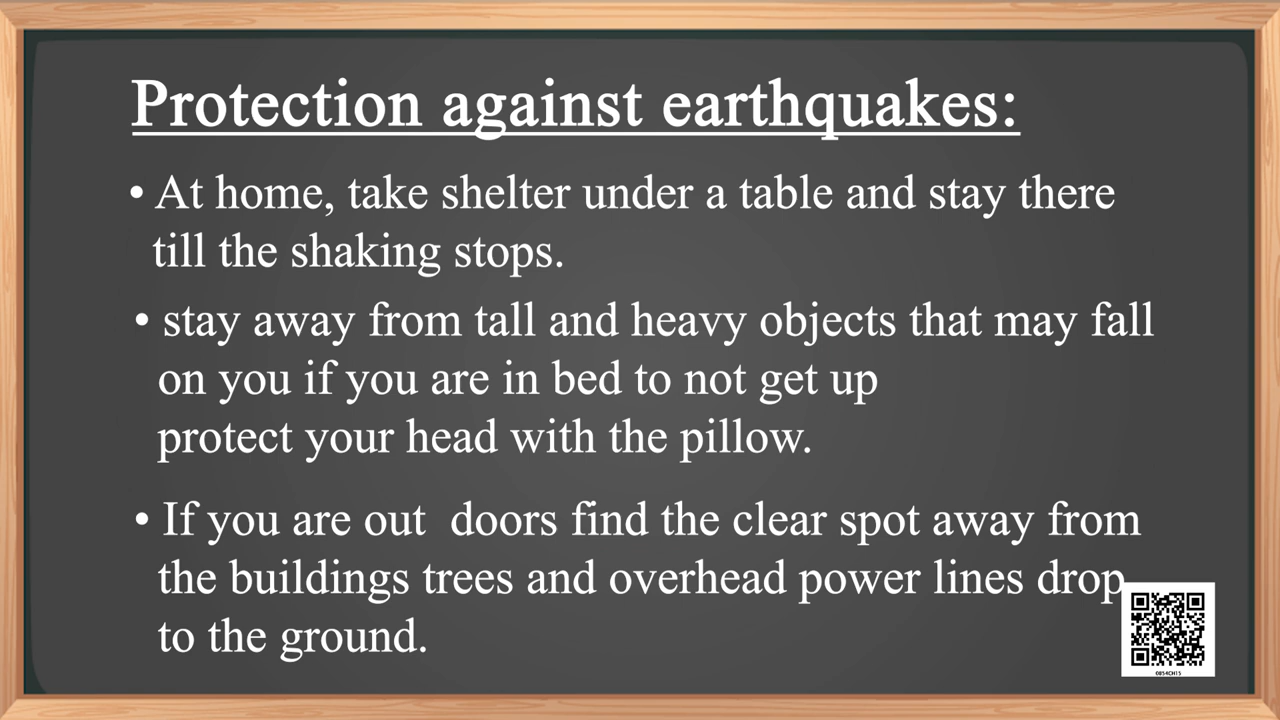 Protection against earthquakes:
• At home, take shelter under a table and stay there
till the shaking stops.
• stay away from tall and heavy objects that may fall
on you if you are in bed to not get up
protect your head with the pillow.
• If you are out  doors find the clear spot away from
the buildings trees and overhead power lines drop
to the ground.
0854CH15